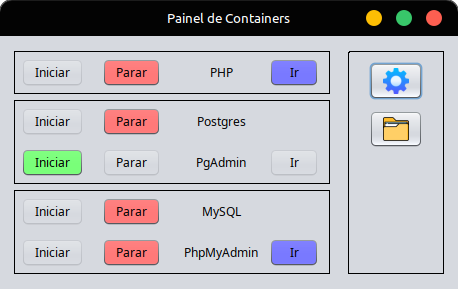 Painel de Containers
Iniciar Parar PHP Ir
Iniciar Parar Postgres
Iniciar Parar PgAdmin Ir
Iniciar Parar MySQL
Iniciar Parar PhpMyAdmin Ir